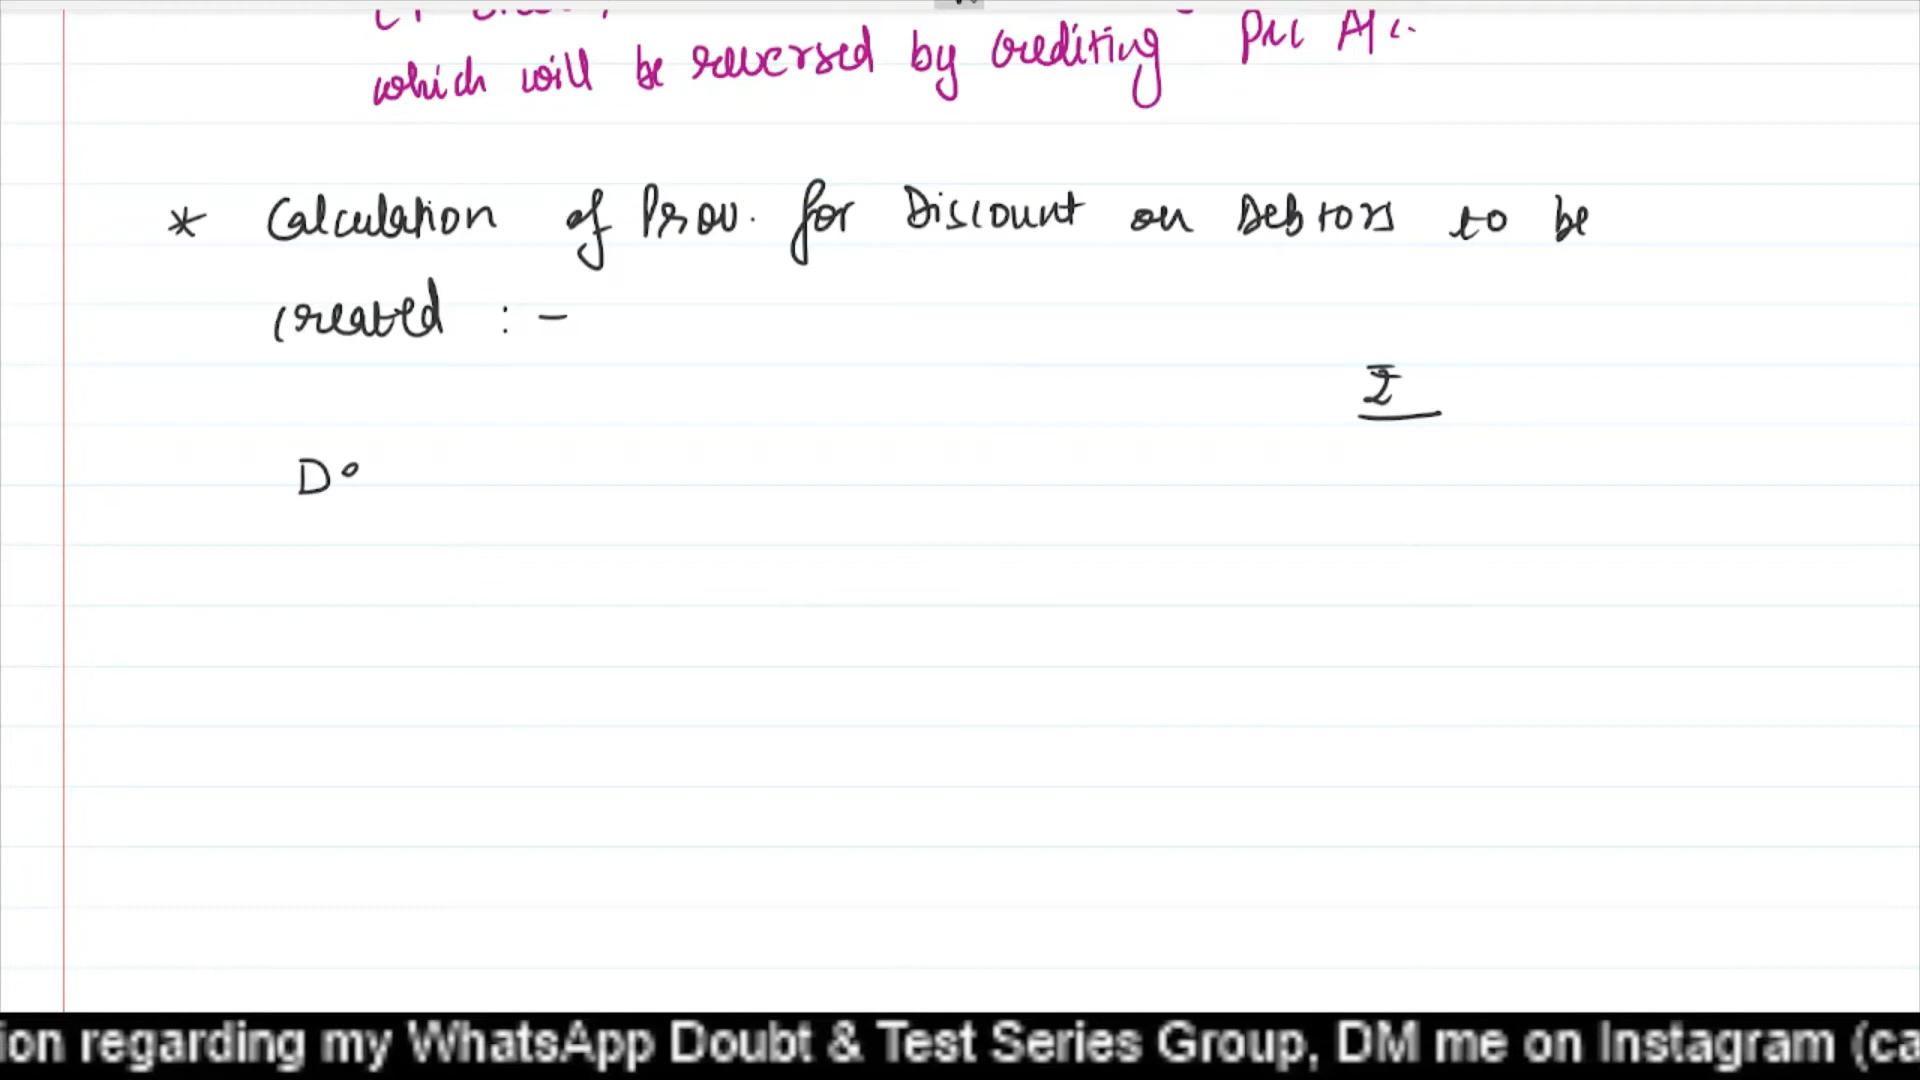 which will be reversed by crediting P&L A/c.
* Calculation of Prov. for Discount on Debtors to be
created : -
₹
Do
ion regarding my WhatsApp Doubt & Test Series Group, DM me on Instagram (ca